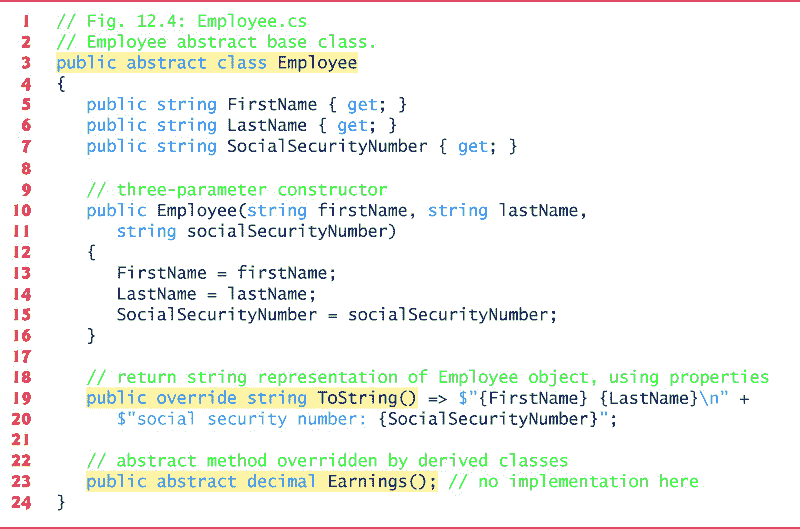 1 // Fig. 12.4: Employee.cs
2 // Employee abstract base class.
3 public abstract class Employee
4 {
5 public string FirstName { get; }
6 public string LastName { get; }
7 public string SocialSecurityNumber { get; }
8
9 // three-parameter constructor
10 public Employee(string firstName, string lastName,
11 string socialSecurityNumber)
12 {
13 FirstName = firstName;
14 LastName = lastName;
15 SocialSecurityNumber = socialSecurityNumber;
16 }
17
18 // return string representation of Employee object, using properties
19 public override string ToString() => $"{FirstName} {LastName}\n" +
20 $"social security number: {SocialSecurityNumber}";
21
22 // abstract method overridden by derived classes
23 public abstract decimal Earnings(); // no implementation here
24 }